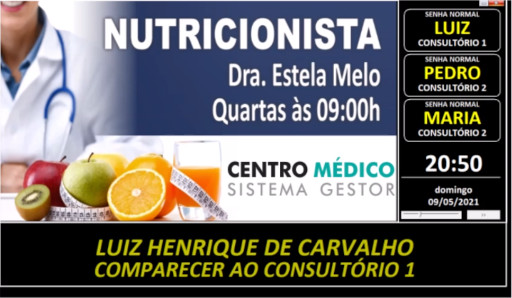 NUTRICIONISTA
Dra. Estela Melo
Quartas às 09:00h
CENTRO MÉDICO
SISTEMA GESTOR
SENHA NORMAL
LUIZ
CONSULTÓRIO 1
SENHA NORMAL
PEDRO
CONSULTÓRIO 2
SENHA NORMAL
MARIA
CONSULTÓRIO 2
20:50
domingo
09/05/2021
LUIZ HENRIQUE DE CARVALHO
COMPARECER AO CONSULTÓRIO 1